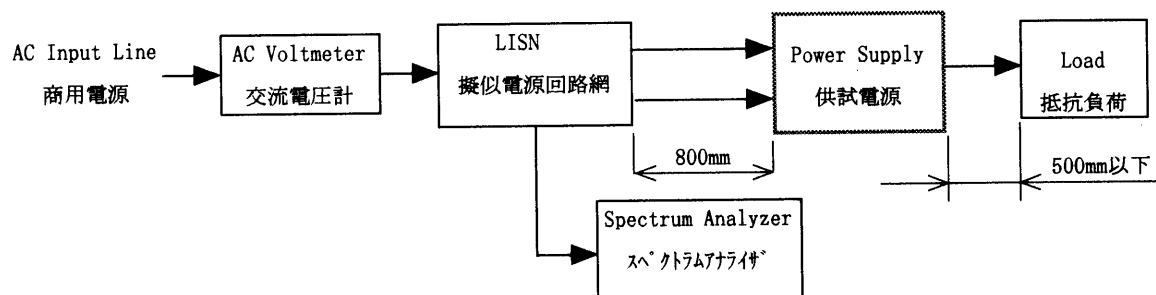 AC Input Line
商用電源
AC Voltmeter
交流電圧計
LISN
擬似電源回路網
Power Supply
供試電源
Load
抵抗負荷
800mm
500mm以下
Spectrum Analyzer
ｽﾍﾟｸﾄﾗﾑｱﾅﾗｲｻﾞ